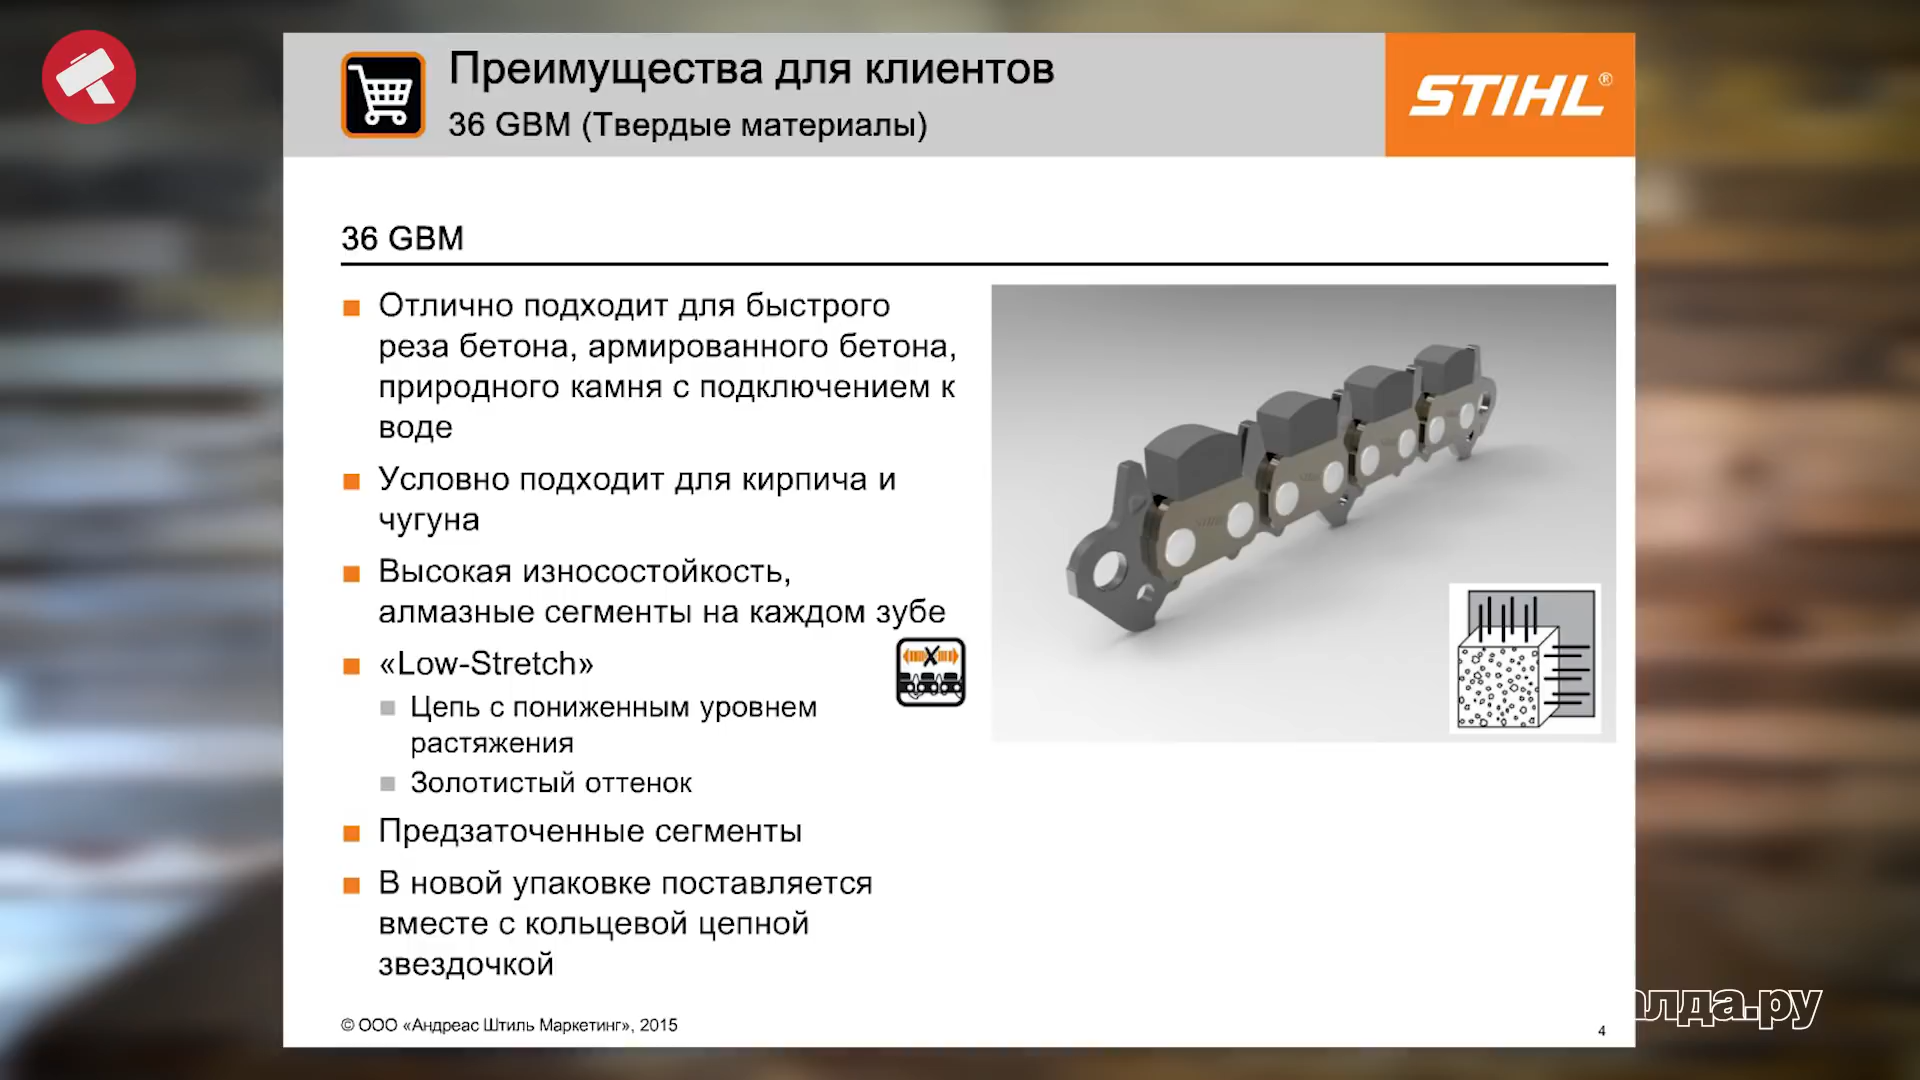 Преимущества для клиентов
36 GBM (Твердые материалы)
STIHL®
36 GBM
Отлично подходит для быстрого
реза бетона, армированного бетона,
природного камня с подключением к
воде
Условно подходит для кирпича и
чугуна
Высокая износостойкость,
алмазные сегменты на каждом зубе
«Low-Stretch»
Цепь с пониженным уровнем
растяжения
Золотистый оттенок
Предзаточенные сегменты
В новой упаковке поставляется
вместе с кольцевой цепной
звездочкой
© ООО «Андреас Штиль Маркетинг», 2015
4
алда.ру